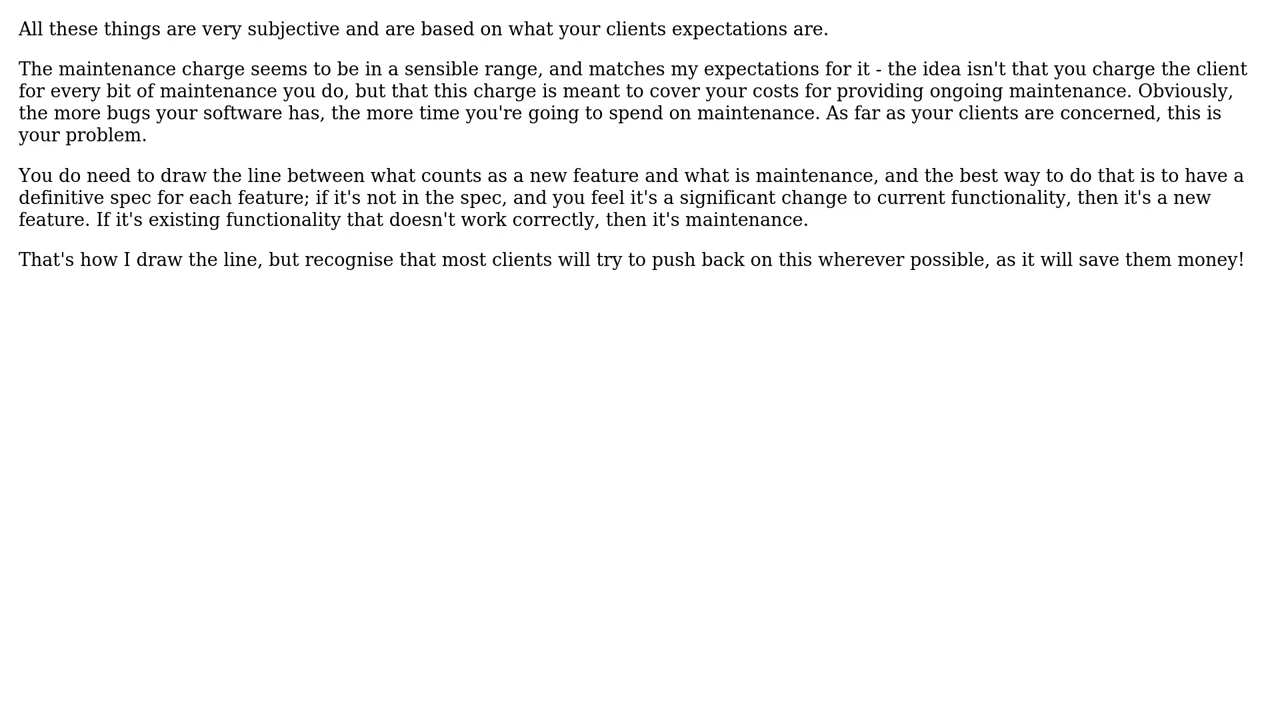 All these things are very subjective and are based on what your clients expectations are.
The maintenance charge seems to be in a sensible range, and matches my expectations for it - the idea isn't that you charge the client
for every bit of maintenance you do, but that this charge is meant to cover your costs for providing ongoing maintenance. Obviously,
the more bugs your software has, the more time you're going to spend on maintenance. As far as your clients are concerned, this is
your problem.
You do need to draw the line between what counts as a new feature and what is maintenance, and the best way to do that is to have a
definitive spec for each feature; if it's not in the spec, and you feel it's a significant change to current functionality, then it's a new
feature. If it's existing functionality that doesn't work correctly, then it's maintenance.
That's how I draw the line, but recognise that most clients will try to push back on this wherever possible, as it will save them money!